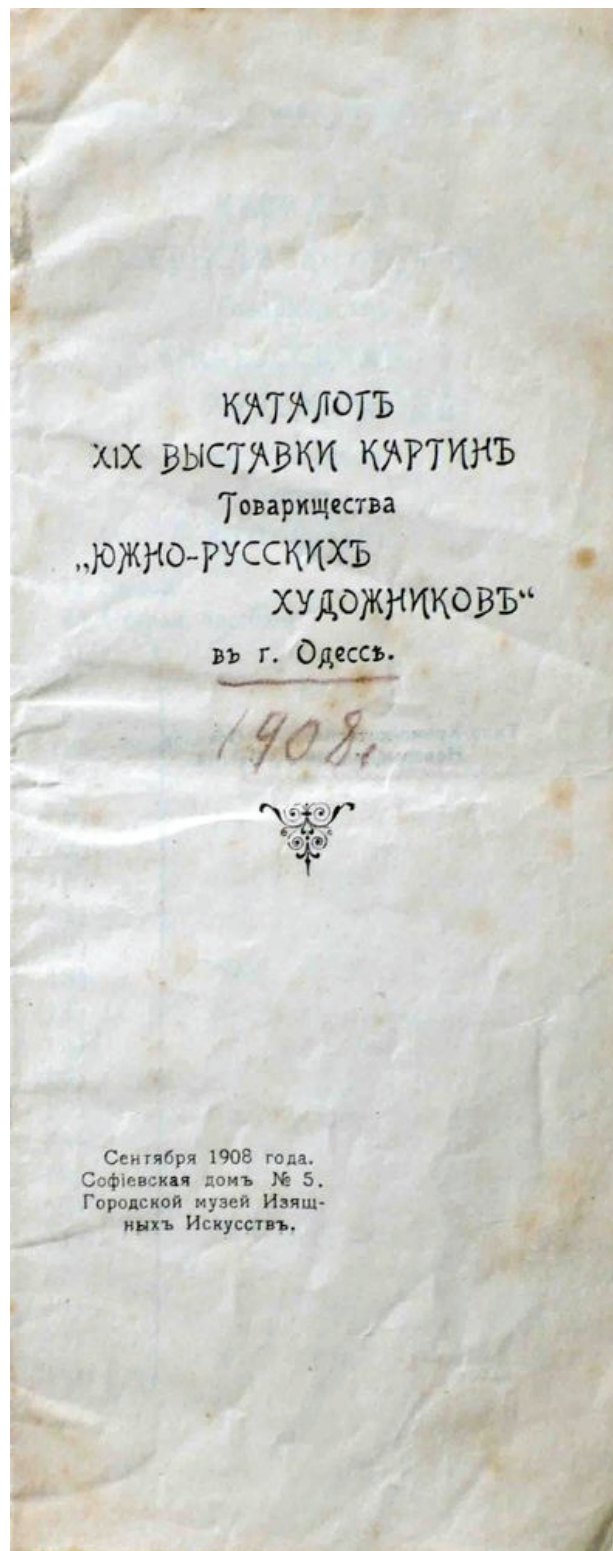 КАТАЛОГЪ
XIX ВЫСТАВКИ КАРТИНЪ
Товарищества
„ЮЖНО-РУССКИХЪ
ХУДОЖНИКОВЪ“
въ г. Одессѣ.
1908 г.
Сентября 1908 года.
Софіевская домъ № 5.
Городской музей Изящ-
ныхъ Искусствъ.